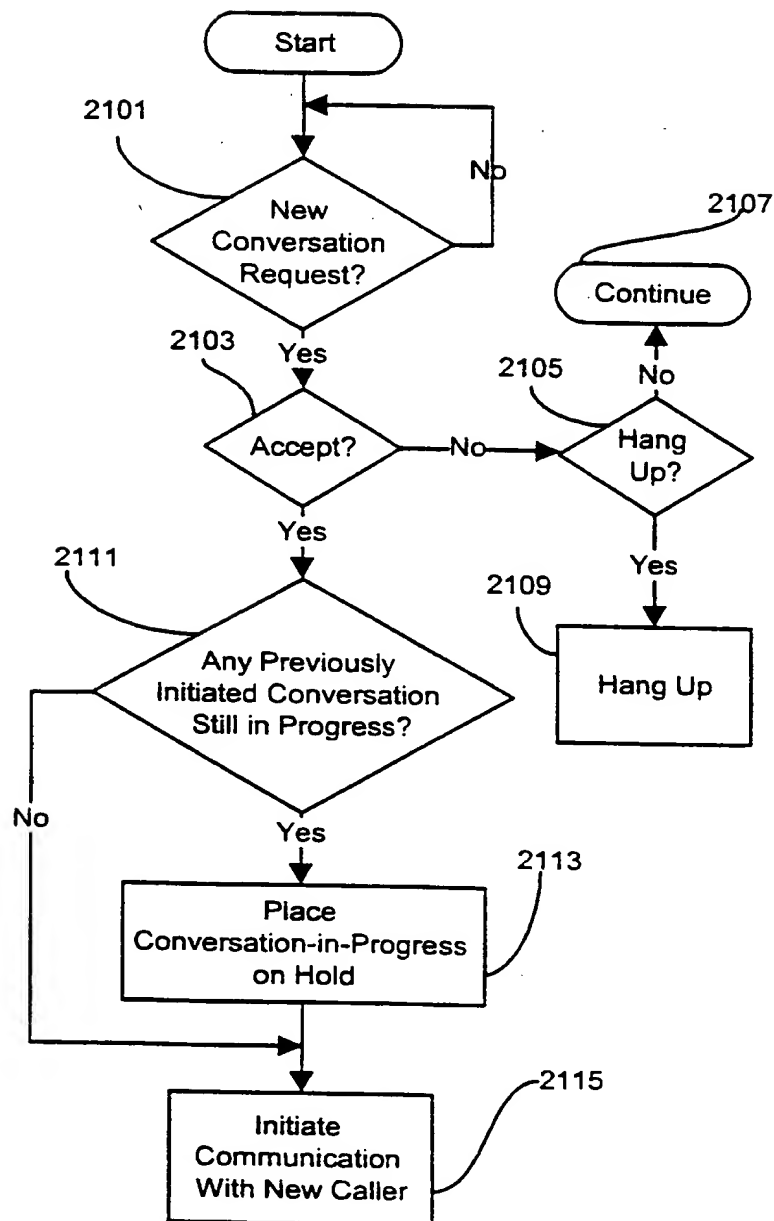 Start
2101
No
New
Conversation
Request?
2107
Continue
2103
Yes
2105
No
Accept?
No
Hang
Up?
Yes
2111
Yes
2109
Any Previously
Initiated Conversation
Still in Progress?
Hang Up
No
Yes
2113
Place
Conversation-in-Progress
on Hold
2115
Initiate
Communication
With New Caller